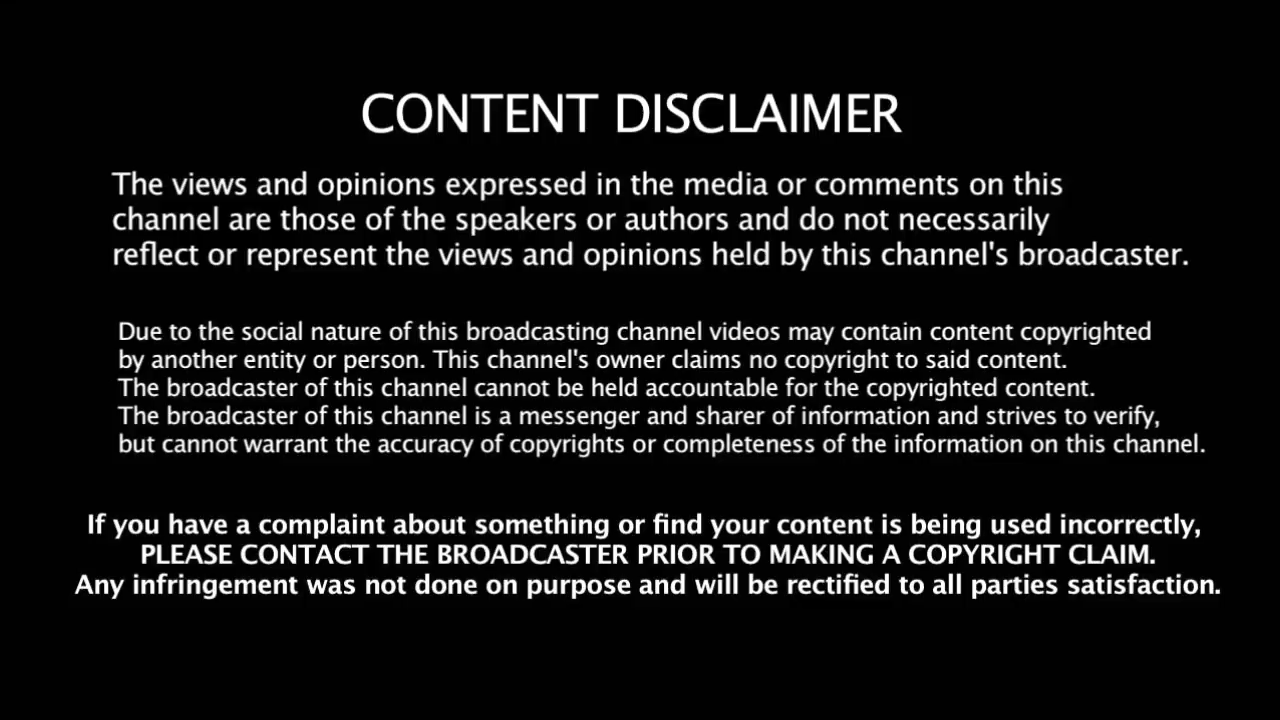 CONTENT DISCLAIMER
The views and opinions expressed in the media or comments on this
channel are those of the speakers or authors and do not necessarily
reflect or represent the views and opinions held by this channel's broadcaster.
Due to the social nature of this broadcasting channel videos may contain content copyrighted
by another entity or person. This channel's owner claims no copyright to said content.
The broadcaster of this channel cannot be held accountable for the copyrighted content.
The broadcaster of this channel is a messenger and sharer of information and strives to verify,
but cannot warrant the accuracy of copyrights or completeness of the information on this channel.
If you have a complaint about something or find your content is being used incorrectly,
PLEASE CONTACT THE BROADCASTER PRIOR TO MAKING A COPYRIGHT CLAIM.
Any infringement was not done on purpose and will be rectified to all parties satisfaction.